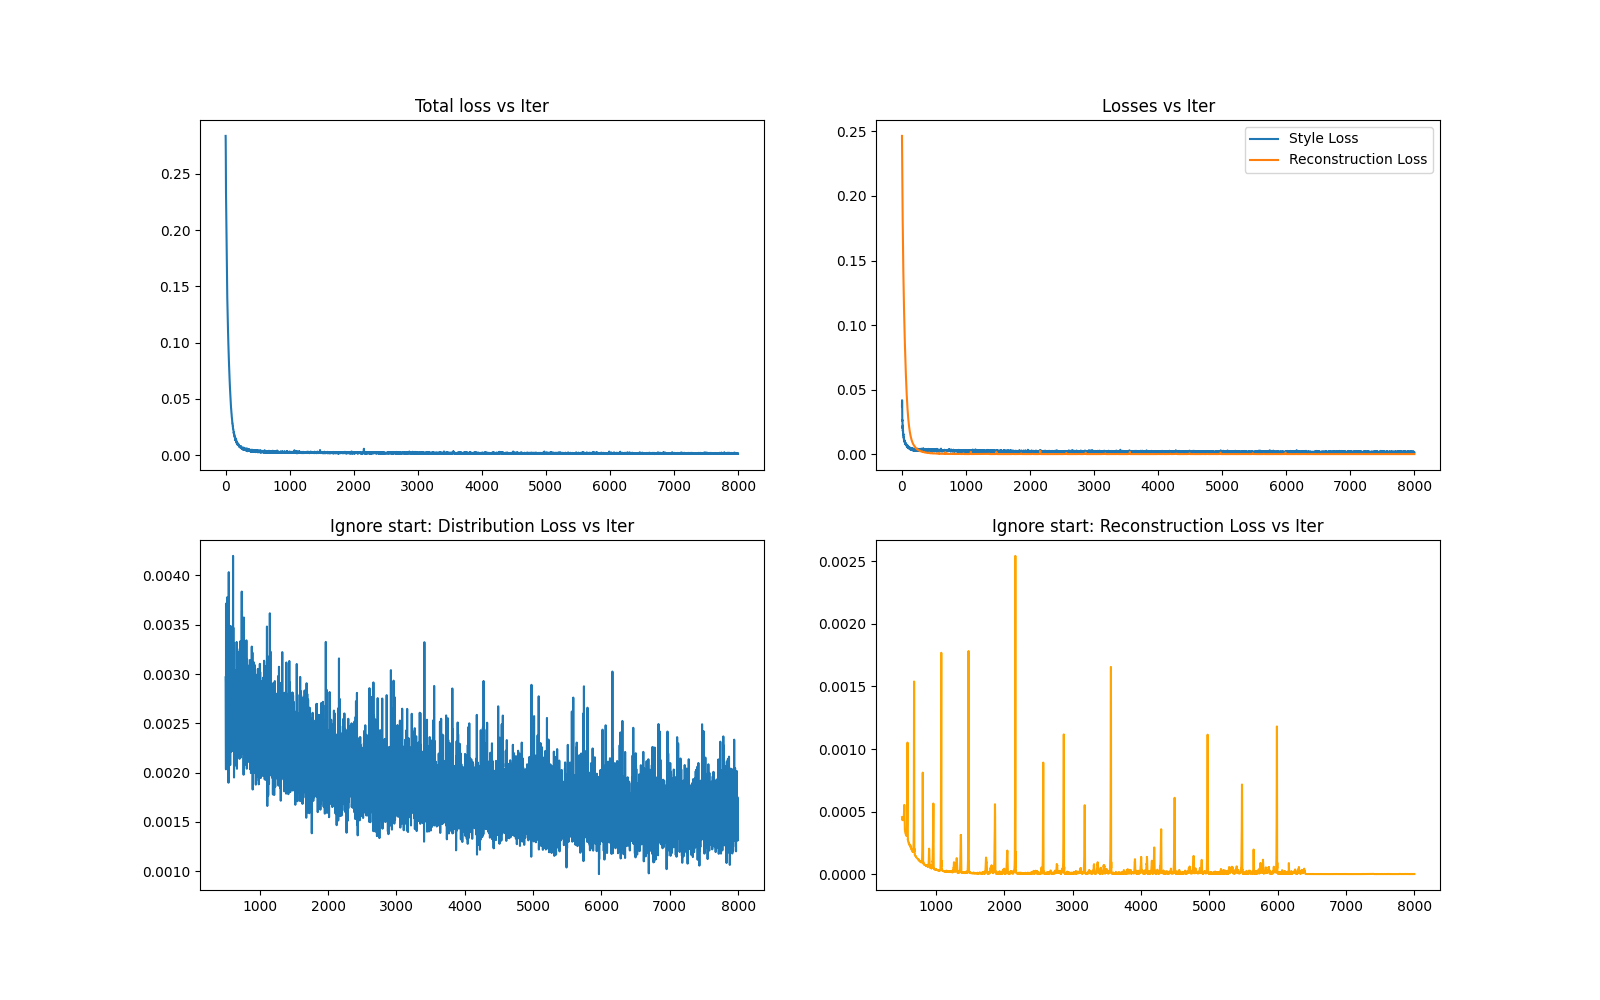 Total loss vs Iter
0.25
0.20
0.15
0.10
0.05
0.00
0 1000 2000 3000 4000 5000 6000 7000 8000
Losses vs Iter
Style Loss
Reconstruction Loss
0.25
0.20
0.15
0.10
0.05
0.00
0 1000 2000 3000 4000 5000 6000 7000 8000
Ignore start: Distribution Loss vs Iter
0.0040
0.0035
0.0030
0.0025
0.0020
0.0015
0.0010
1000 2000 3000 4000 5000 6000 7000 8000
Ignore start: Reconstruction Loss vs Iter
0.0025
0.0020
0.0015
0.0010
0.0005
0.0000
1000 2000 3000 4000 5000 6000 7000 8000